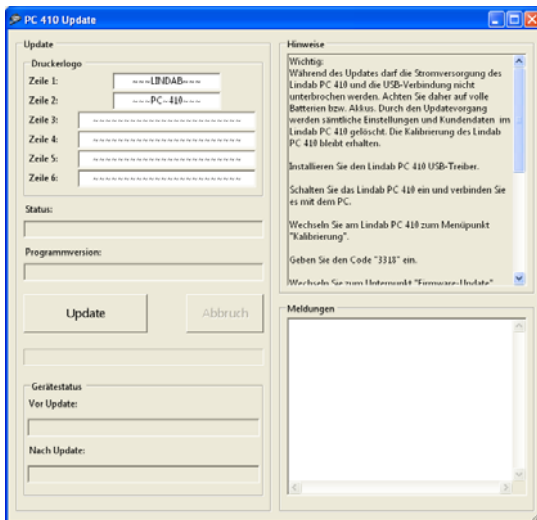 PC 410 Update
Update
Druckerlogo
Zeile 1:
~~~LINDAB~~~
Zeile 2:
~~~PC-410~~~
Zeile 3:
~~~~~~~~~~~~~~~~~~~~~~~~
Zeile 4:
~~~~~~~~~~~~~~~~~~~~~~~~
Zeile 5:
~~~~~~~~~~~~~~~~~~~~~~~~
Zeile 6:
~~~~~~~~~~~~~~~~~~~~~~~~
Status:
Programmversion:
Update
Abbruch
Gerätestatus
Vor Update:
Nach Update:
Hinweise
Wichtig:
Während des Updates darf die Stromversorgung des
Lindab PC 410 und die USB-Verbindung nicht
unterbrochen werden. Achten Sie daher auf volle
Batterien bzw. Akkus. Durch den Updatevorgang
werden sämtliche Einstellungen und Kundendaten im
Lindab PC 410 gelöscht. Die Kalibrierung des Lindab
PC 410 bleibt erhalten.
Installieren Sie den Lindab PC 410 USB-Treiber.
Schalten Sie das Lindab PC 410 ein und verbinden Sie
es mit dem PC.
Wechseln Sie am Lindab PC 410 zum Menüpunkt
"Kalibrierung".
Geben Sie den Code "3318" ein.
Wechseln Sie zum Unterpunkt "Firmware-Update"
Meldungen